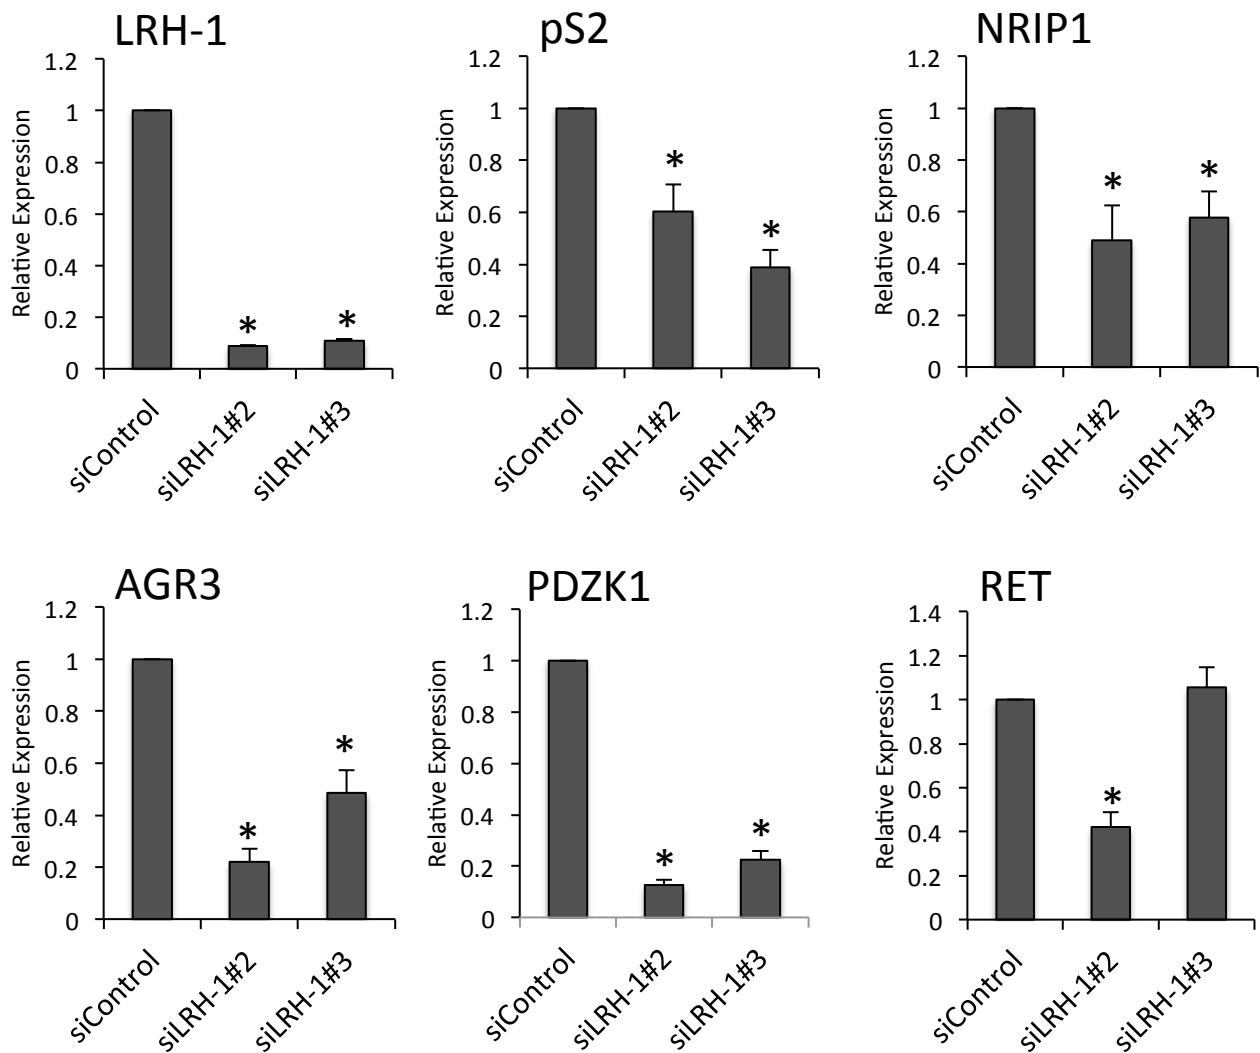 LRH-1
Relative Expression
1.2
1
0.8
0.6
0.4
0.2
0
*
*
siControl
siLRH-1#2
siLRH-1#3
pS2
Relative Expression
1.2
1
0.8
0.6
0.4
0.2
0
*
*
siControl
siLRH-1#2
siLRH-1#3
NRIP1
Relative Expression
1.2
1
0.8
0.6
0.4
0.2
0
*
*
siControl
siLRH-1#2
siLRH-1#3
AGR3
Relative Expression
1.2
1
0.8
0.6
0.4
0.2
0
*
*
siControl
siLRH-1#2
siLRH-1#3
PDZK1
Relative Expression
1.2
1
0.8
0.6
0.4
0.2
0
*
*
siControl
siLRH-1#2
siLRH-1#3
RET
Relative Expression
1.4
1.2
1
0.8
0.6
0.4
0.2
0
*
siControl
siLRH-1#2
siLRH-1#3